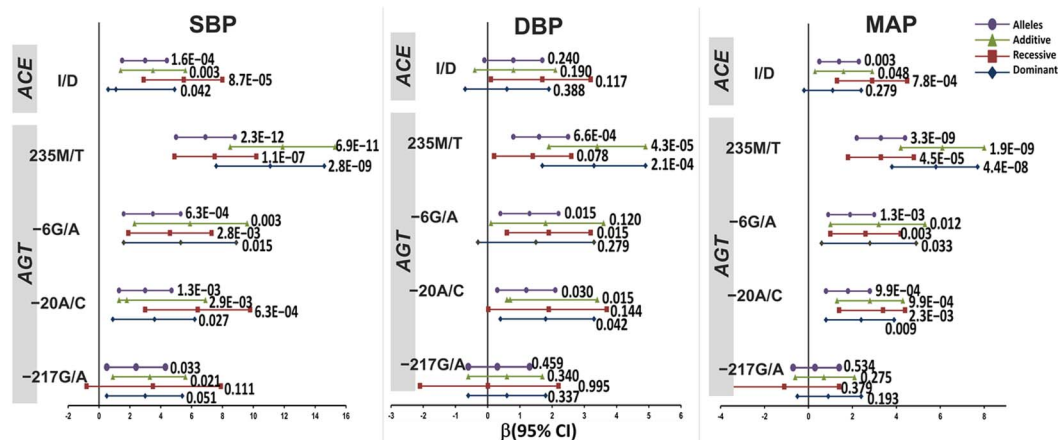 SBP
DBP
MAP
Alleles
Additive
Recessive
Dominant
ACE
I/D
1.6E−04
0.003
8.7E−05
0.042
AGT
235M/T
2.3E−12
6.9E−11
1.1E−07
2.8E−09
−6G/A
6.3E−04
0.003
2.8E−03
0.015
−20A/C
1.3E−03
2.9E−03
6.3E−04
0.027
−217G/A
0.033
0.021
0.111
0.051
-2 0 2 4 6 8 10 12 14 16
ACE
I/D
0.240
0.190
0.117
0.388
AGT
235M/T
6.6E−04
4.3E−05
0.078
2.1E−04
−6G/A
0.015
0.120
0.015
0.279
−20A/C
0.030
0.015
0.144
0.042
−217G/A
0.459
0.340
0.995
0.337
-3 -2 -1 0 1 2 3 4 5 6
β(95% CI)
ACE
I/D
0.003
0.048
7.8E−04
0.279
AGT
235M/T
3.3E−09
1.9E−09
4.5E−05
4.4E−08
−6G/A
1.3E−03
0.012
0.003
0.033
−20A/C
9.9E−04
9.9E−04
2.3E−03
0.009
−217G/A
0.534
0.275
0.379
0.193
-4 -2 0 2 4 6 8